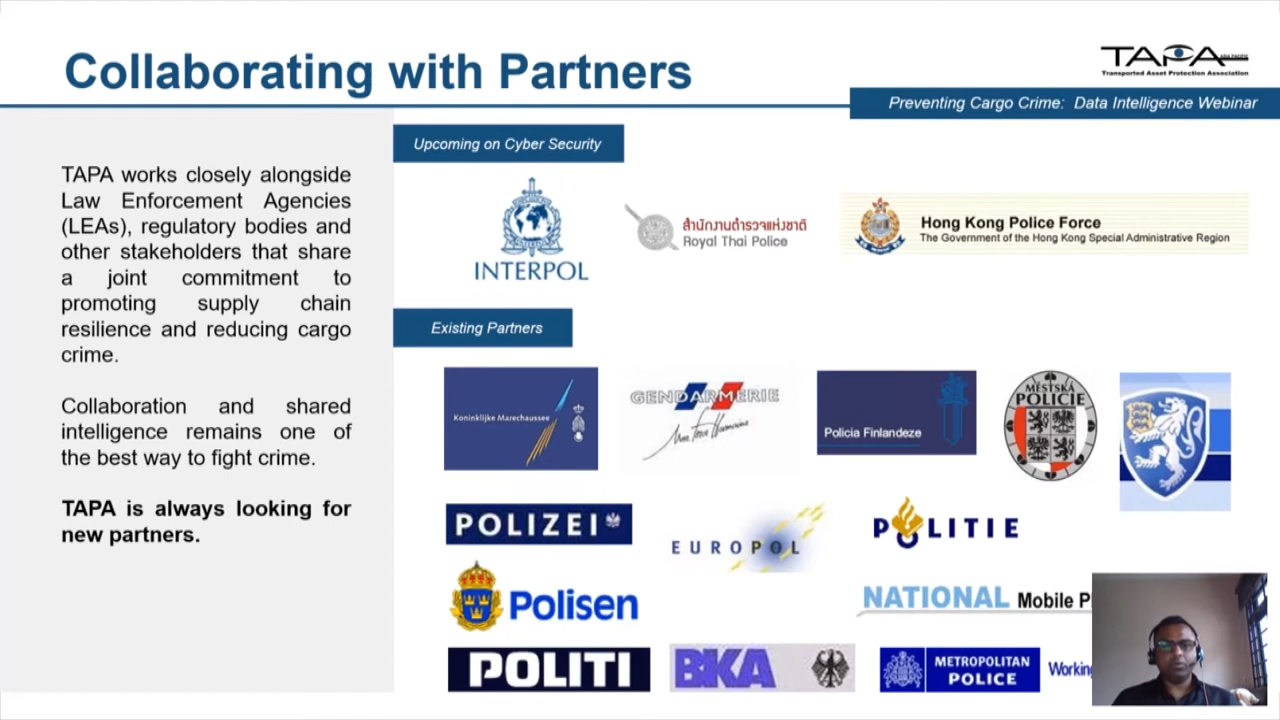 Collaborating with Partners
TAPA ASIA PACIFIC
Transported Asset Protection Association
Preventing Cargo Crime: Data Intelligence Webinar
TAPA works closely alongside
Law Enforcement Agencies
(LEAs), regulatory bodies and
other stakeholders that share
a joint commitment to
promoting supply chain
resilience and reducing cargo
crime.
Collaboration and shared
intelligence remains one of
the best way to fight crime.
TAPA is always looking for
new partners.
Upcoming on Cyber Security
INTERPOL
สำนักงานตำรวจแห่งชาติ
Royal Thai Police
Hong Kong Police Force
The Government of the Hong Kong Special Administrative Region
Existing Partners
Koninklijke Marechaussee
GENDARMERIE
Policia Finlandeze
MĚSTSKÁ
POLICIE
POLIZEI
EUROPOL
POLITIE
Polisen
NATIONAL Mobile
POLITI
BKA
METROPOLITAN
POLICE
Working